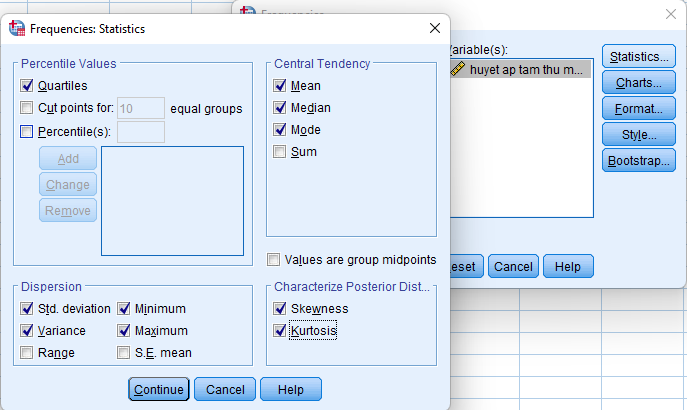 Frequencies: Statistics
Percentile Values
Quartiles
Cut points for: 10 equal groups
Percentile(s):
Add
Change
Remove
Central Tendency
Mean
Median
Mode
Sum
Values are group midpoints
Dispersion
Std. deviation
Minimum
Variance
Maximum
Range
S.E. mean
Characterize Posterior Dist...
Skewness
Kurtosis
Continue
Cancel
Help
Variable(s):
huyet ap tam thu m...
Statistics...
Charts...
Format...
Style...
Bootstrap...
eset
Cancel
Help